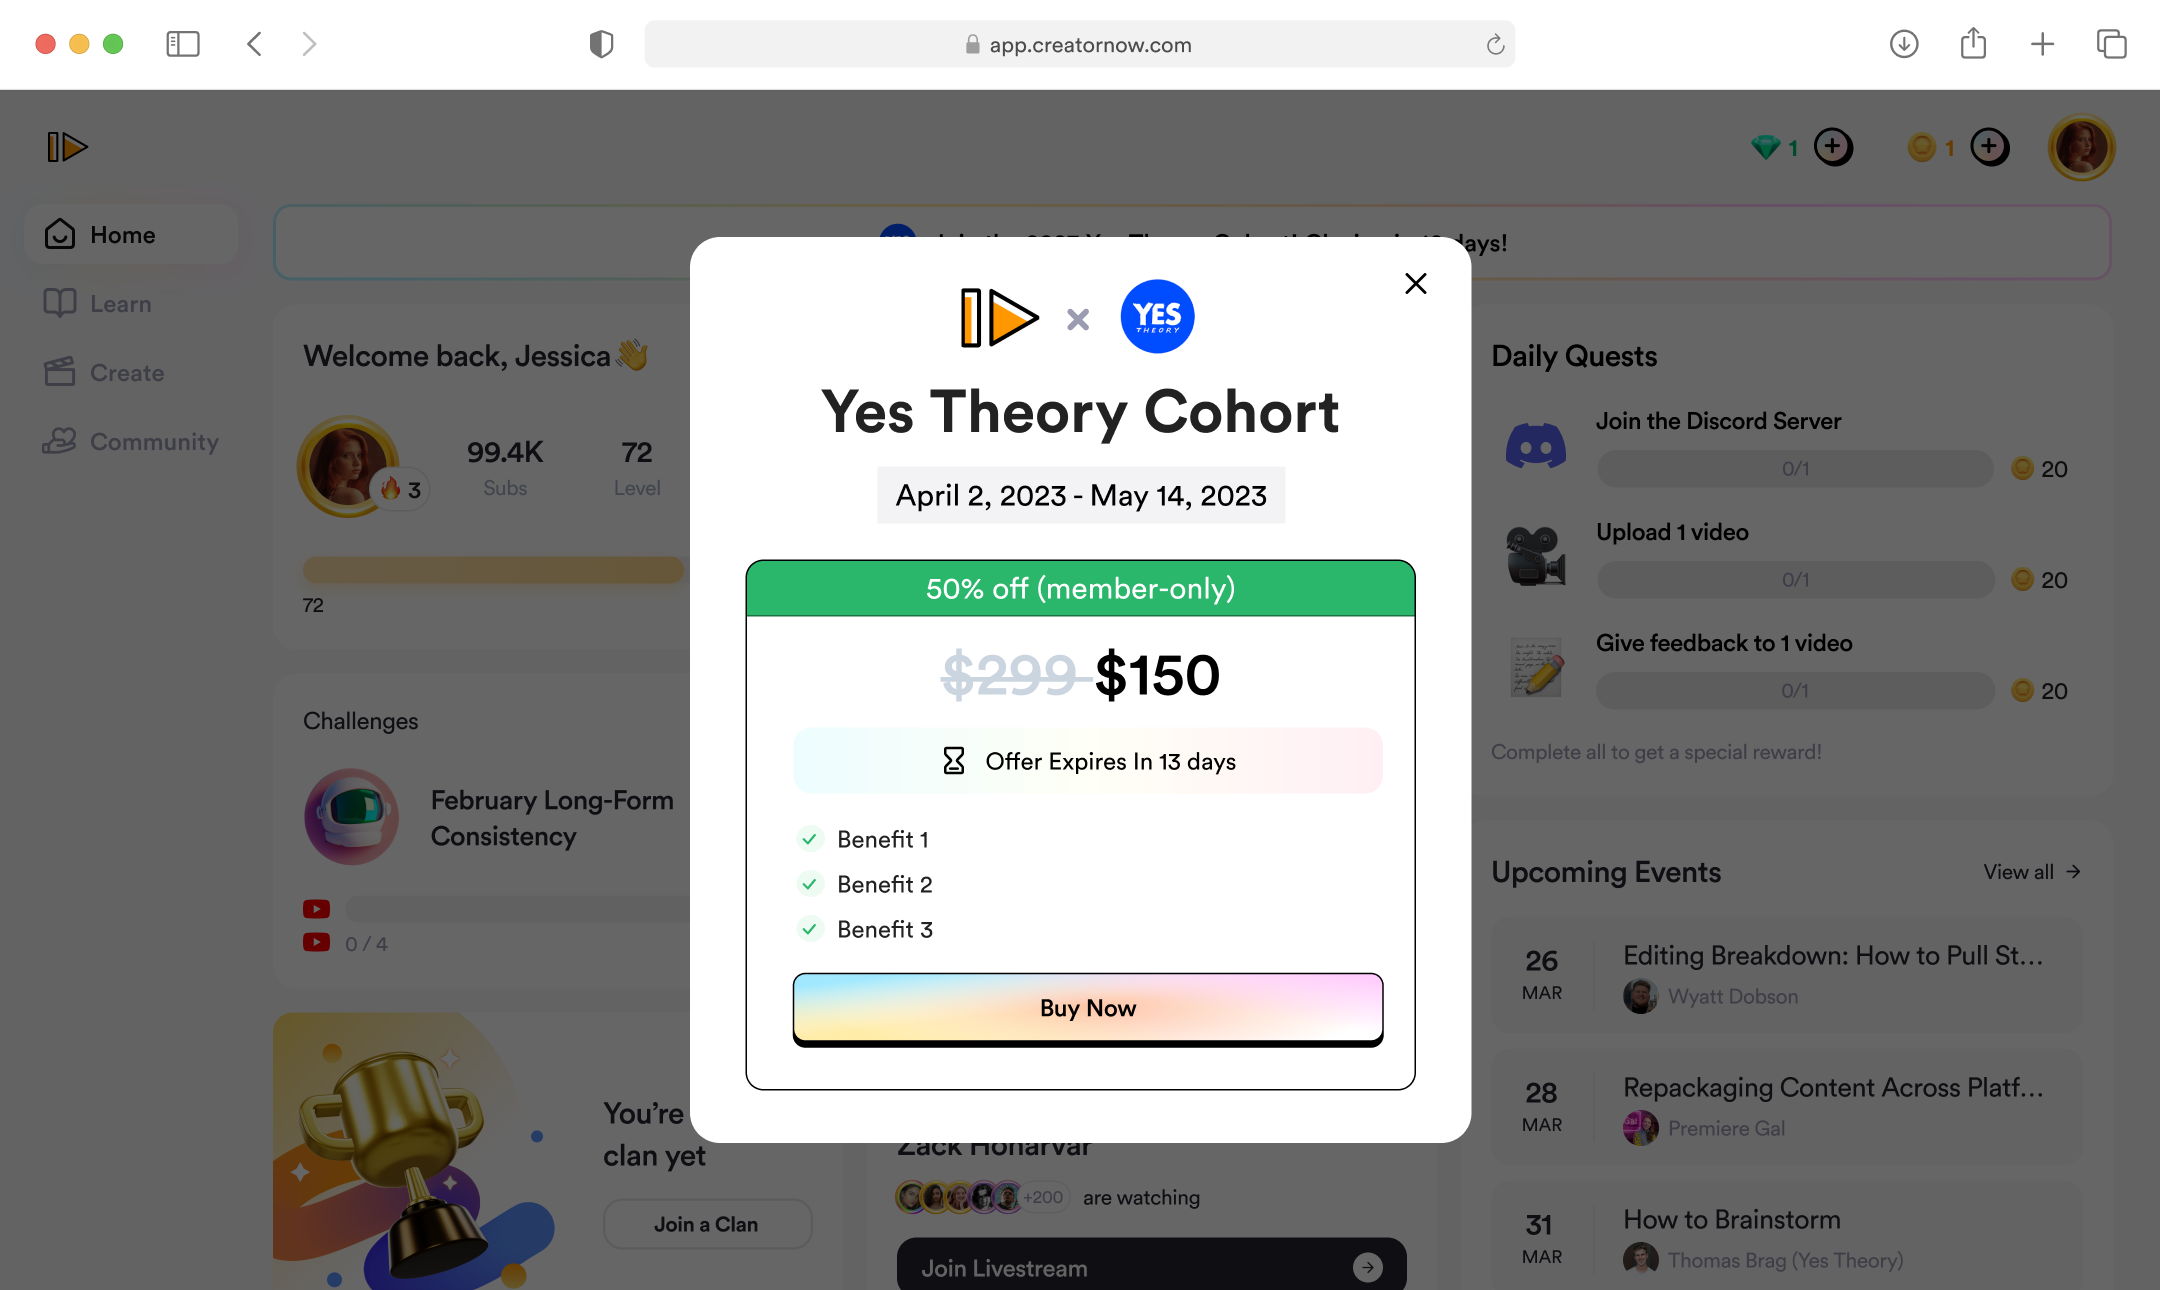 app.creatornow.com
1
1
Home
Learn
Create
Community
days!
Welcome back, Jessica
3
99.4K
Subs
72
Level
72
Challenges
February Long-Form
Consistency
0 / 4
You're
clan yet
Join a Clan
YES
THEORY
Yes Theory Cohort
April 2, 2023 - May 14, 2023
50% off (member-only)
$299 $150
Offer Expires In 13 days
Benefit 1
Benefit 2
Benefit 3
Buy Now
Zack Honarvar
+200
are watching
Join Livestream
Daily Quests
Join the Discord Server
0/1
20
Upload 1 video
0/1
20
Give feedback to 1 video
0/1
20
Complete all to get a special reward!
Upcoming Events
View all
26
MAR
Editing Breakdown: How to Pull St...
Wyatt Dobson
28
MAR
Repackaging Content Across Platf...
Premiere Gal
31
MAR
How to Brainstorm
Thomas Brag (Yes Theory)